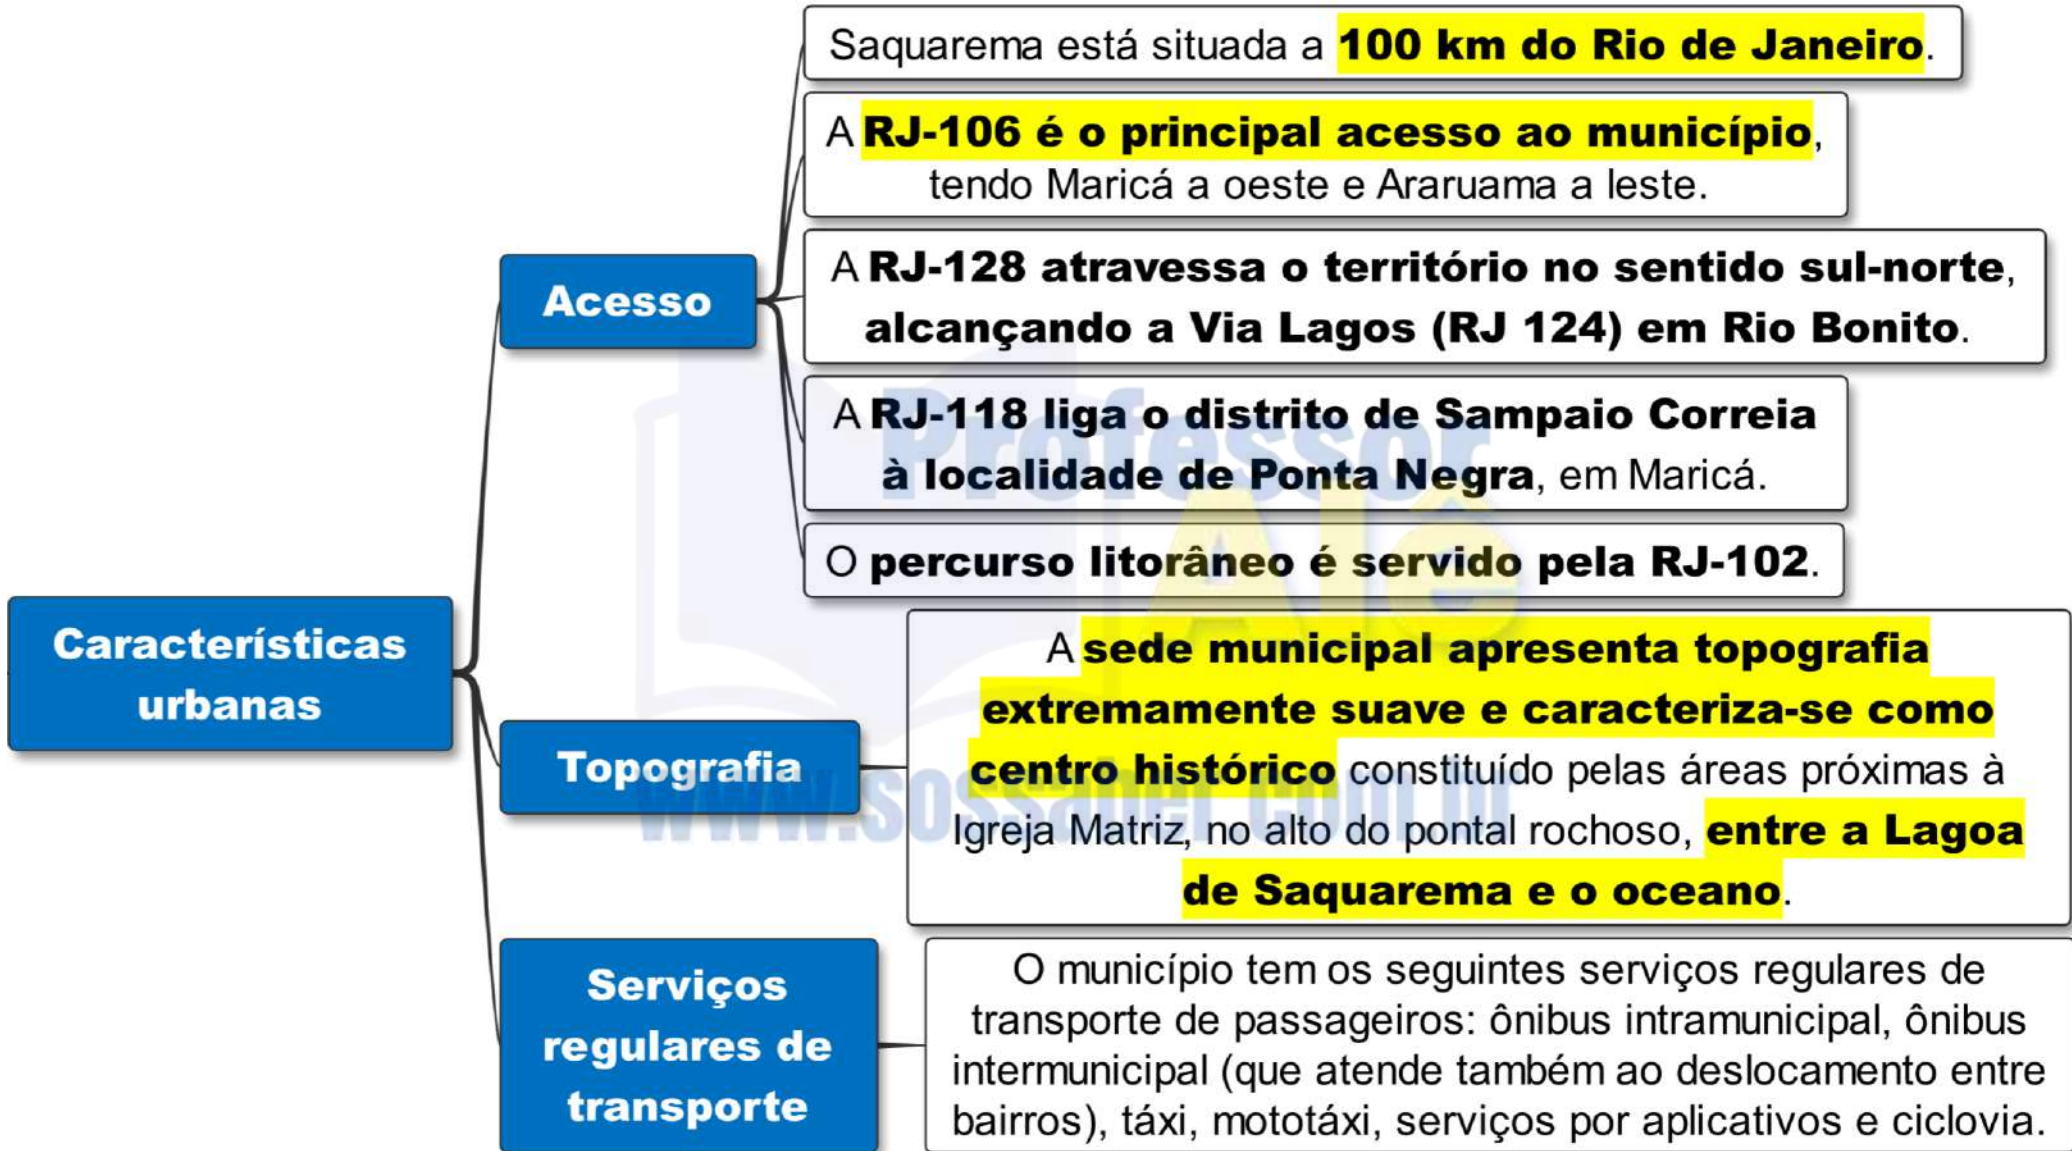 Saquarema está situada a 100 km do Rio de Janeiro.
A RJ-106 é o principal acesso ao município,
tendo Maricá a oeste e Araruama a leste.
Acesso
A RJ-128 atravessa o território no sentido sul-norte,
alcançando a Via Lagos (RJ 124) em Rio Bonito.
A RJ-118 liga o distrito de Sampaio Correia
à localidade de Ponta Negra, em Maricá.
O percurso litorâneo é servido pela RJ-102.
Características
urbanas
Topografia
A sede municipal apresenta topografia
extremamente suave e caracteriza-se como
centro histórico constituído pelas áreas próximas à
Igreja Matriz, no alto do pontal rochoso, entre a Lagoa
de Saquarema e o oceano.
Serviços
regulares de
transporte
O município tem os seguintes serviços regulares de
transporte de passageiros: ônibus intramunicipal, ônibus
intermunicipal (que atende também ao deslocamento entre
bairros), táxi, mototáxi, serviços por aplicativos e ciclovia.
Professor
Alê
www.sossaber.com.br